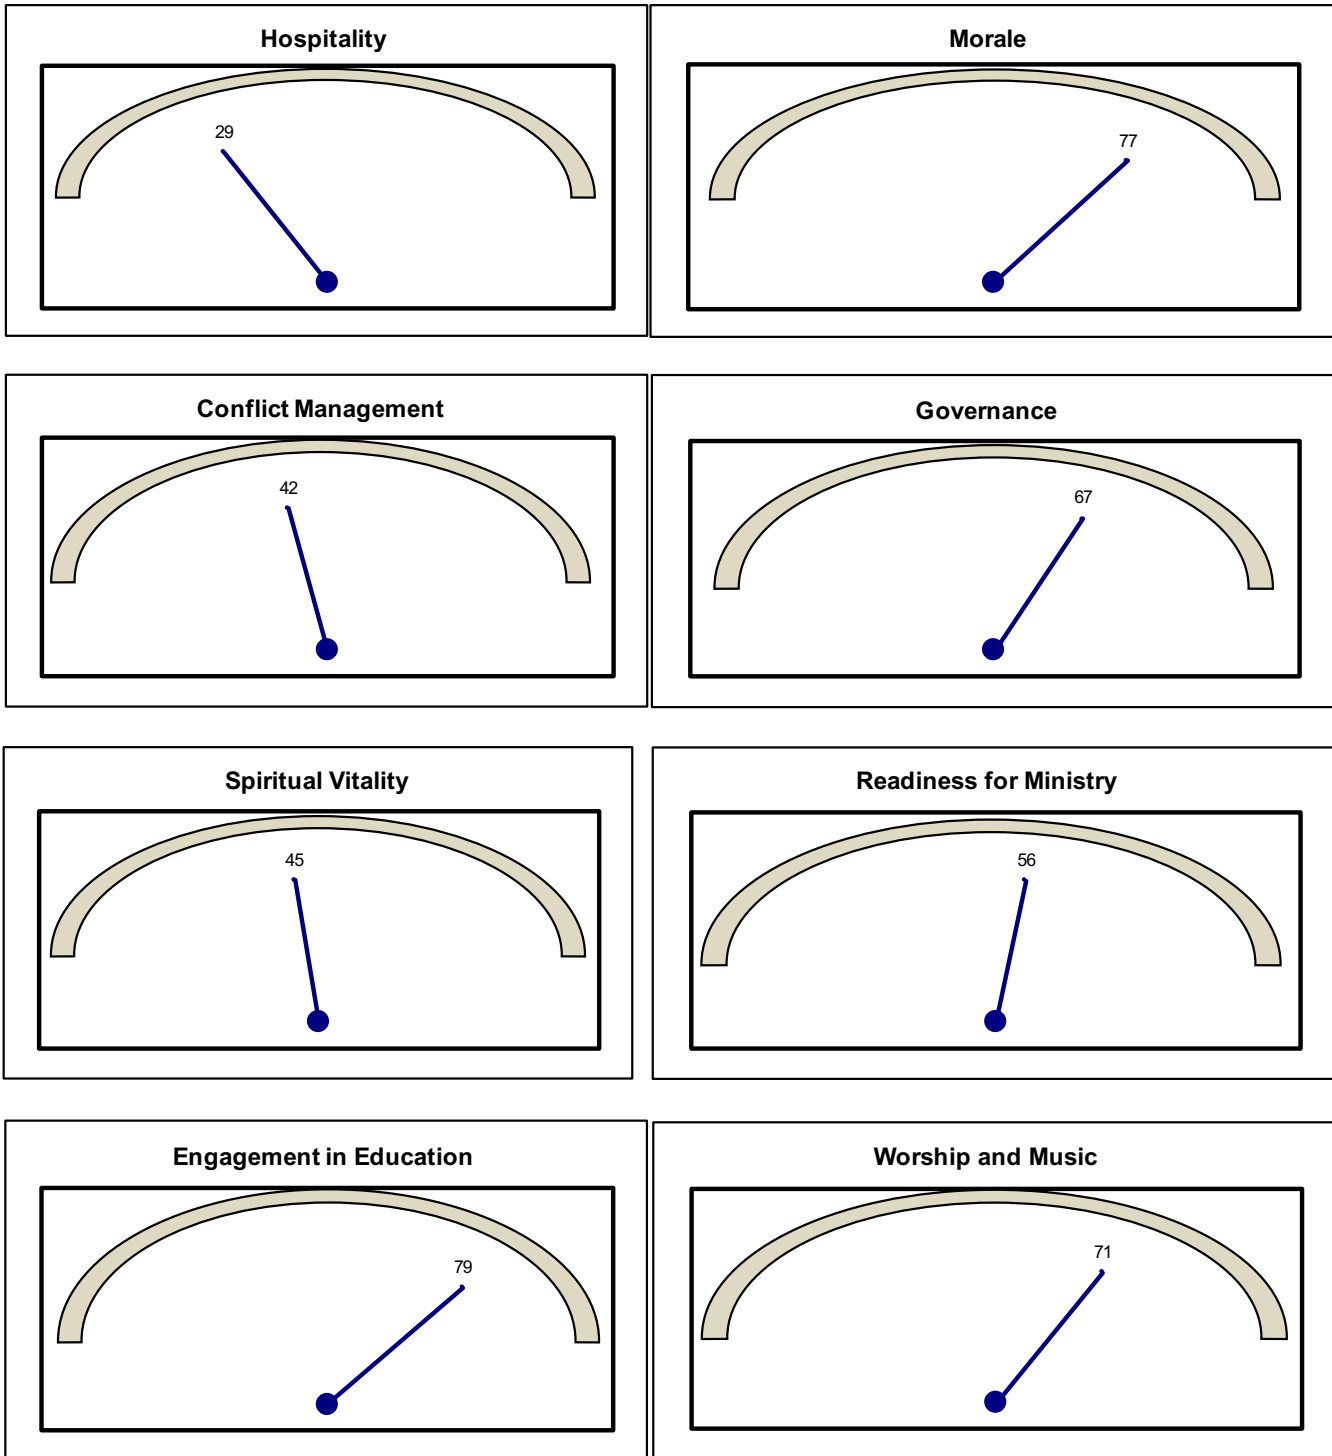 Hospitality
29
Morale
77
Conflict Management
42
Governance
67
Spiritual Vitality
45
Readiness for Ministry
56
Engagement in Education
79
Worship and Music
71